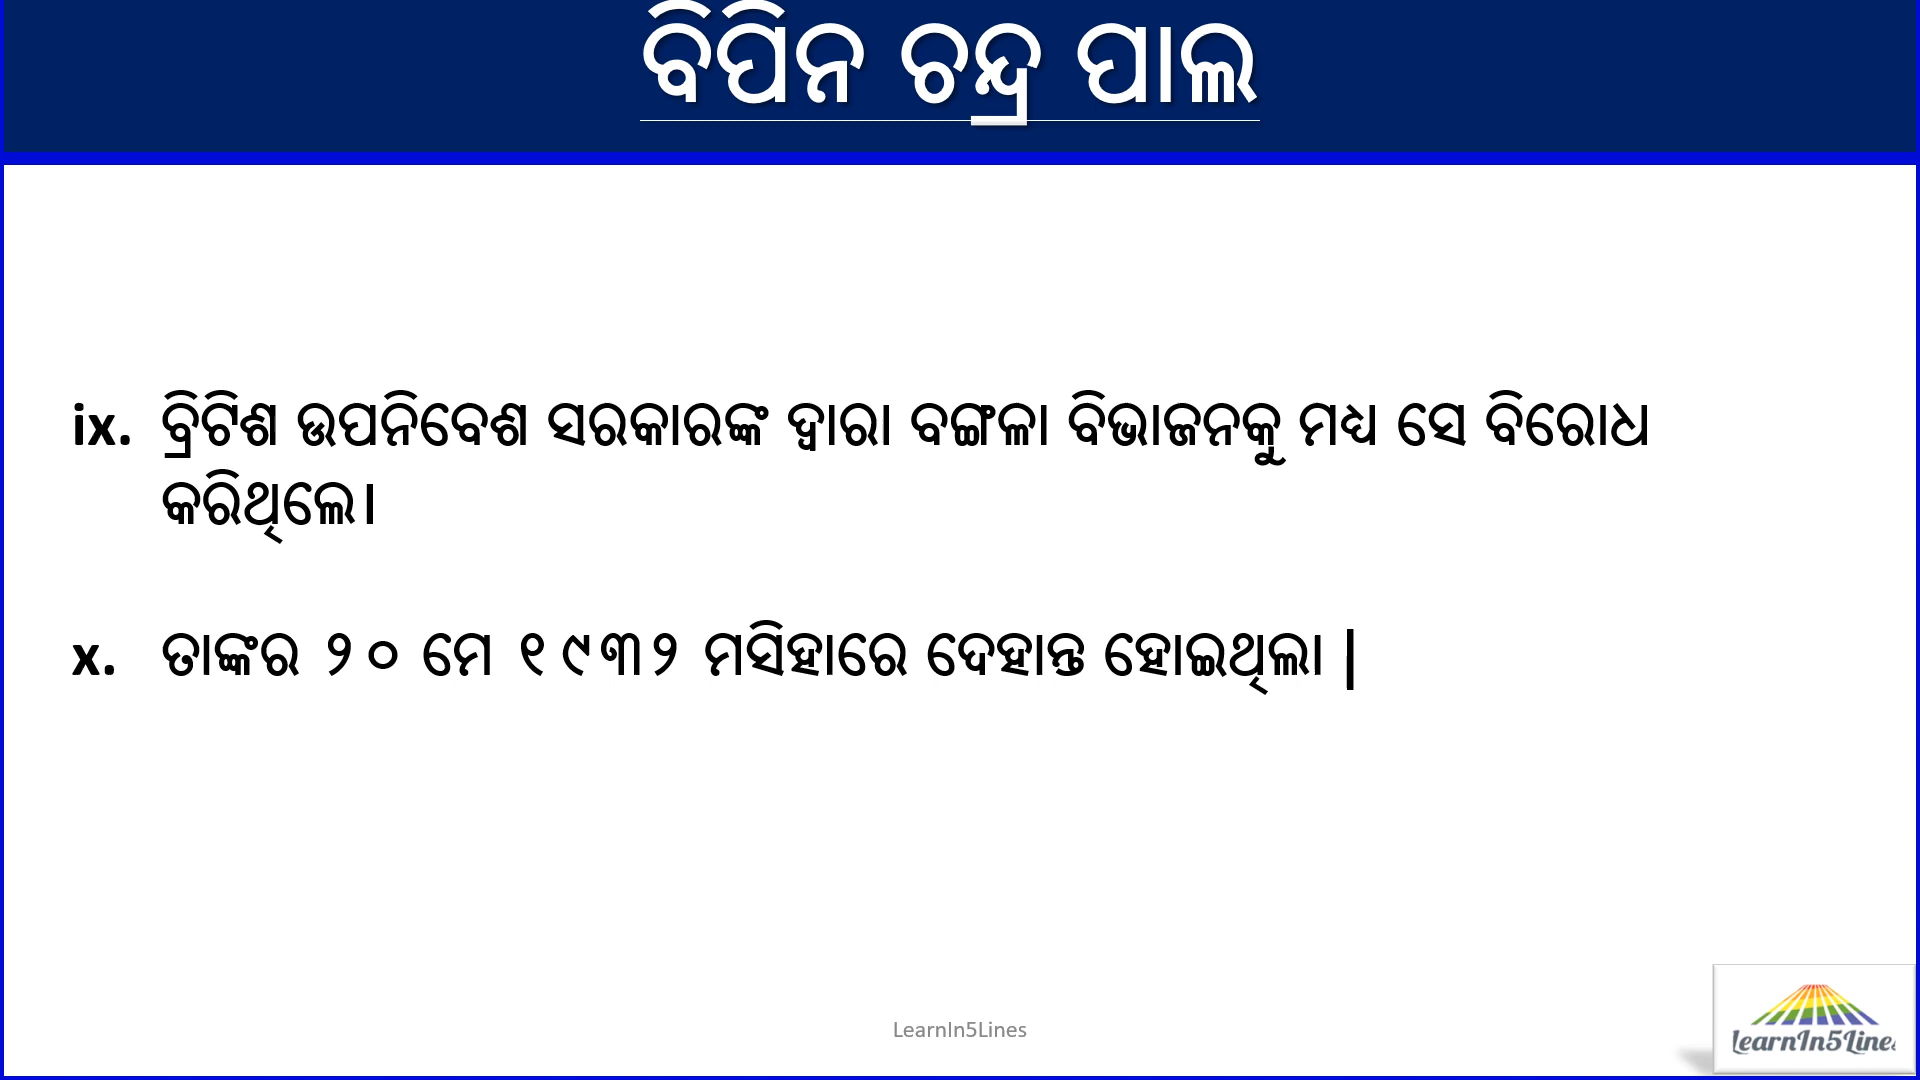 ବିପିନ ଚନ୍ଦ୍ର ପାଲ
ix. ବ୍ରିଟିଶ ଉପନିବେଶ ସରକାରଙ୍କ ଦ୍ୱାରା ବଙ୍ଗଳା ବିଭାଜନକୁ ମଧ୍ୟ ସେ ବିରୋଧ
କରିଥିଲେ।
x. ତାଙ୍କର ୨୦ ମେ ୧୯୩୨ ମସିହାରେ ଦେହାନ୍ତ ହୋଇଥିଲା |
LearnIn5Lines
LearnIn5Lines